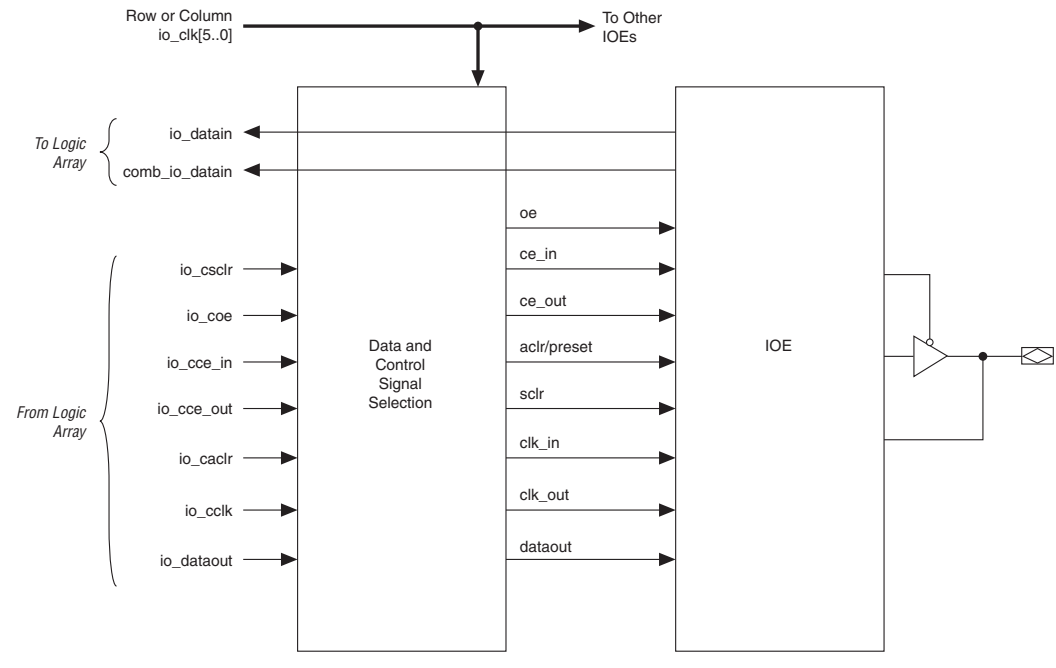 Row or Column
io_clk[5..0]
To Other
IOEs
To Logic
Array
io_datain
comb_io_datain
From Logic
Array
io_csclr
io_coe
io_cce_in
io_cce_out
io_caclr
io_cclk
io_dataout
Data and
Control
Signal
Selection
oe
ce_in
ce_out
aclr/preset
sclr
clk_in
clk_out
dataout
IOE